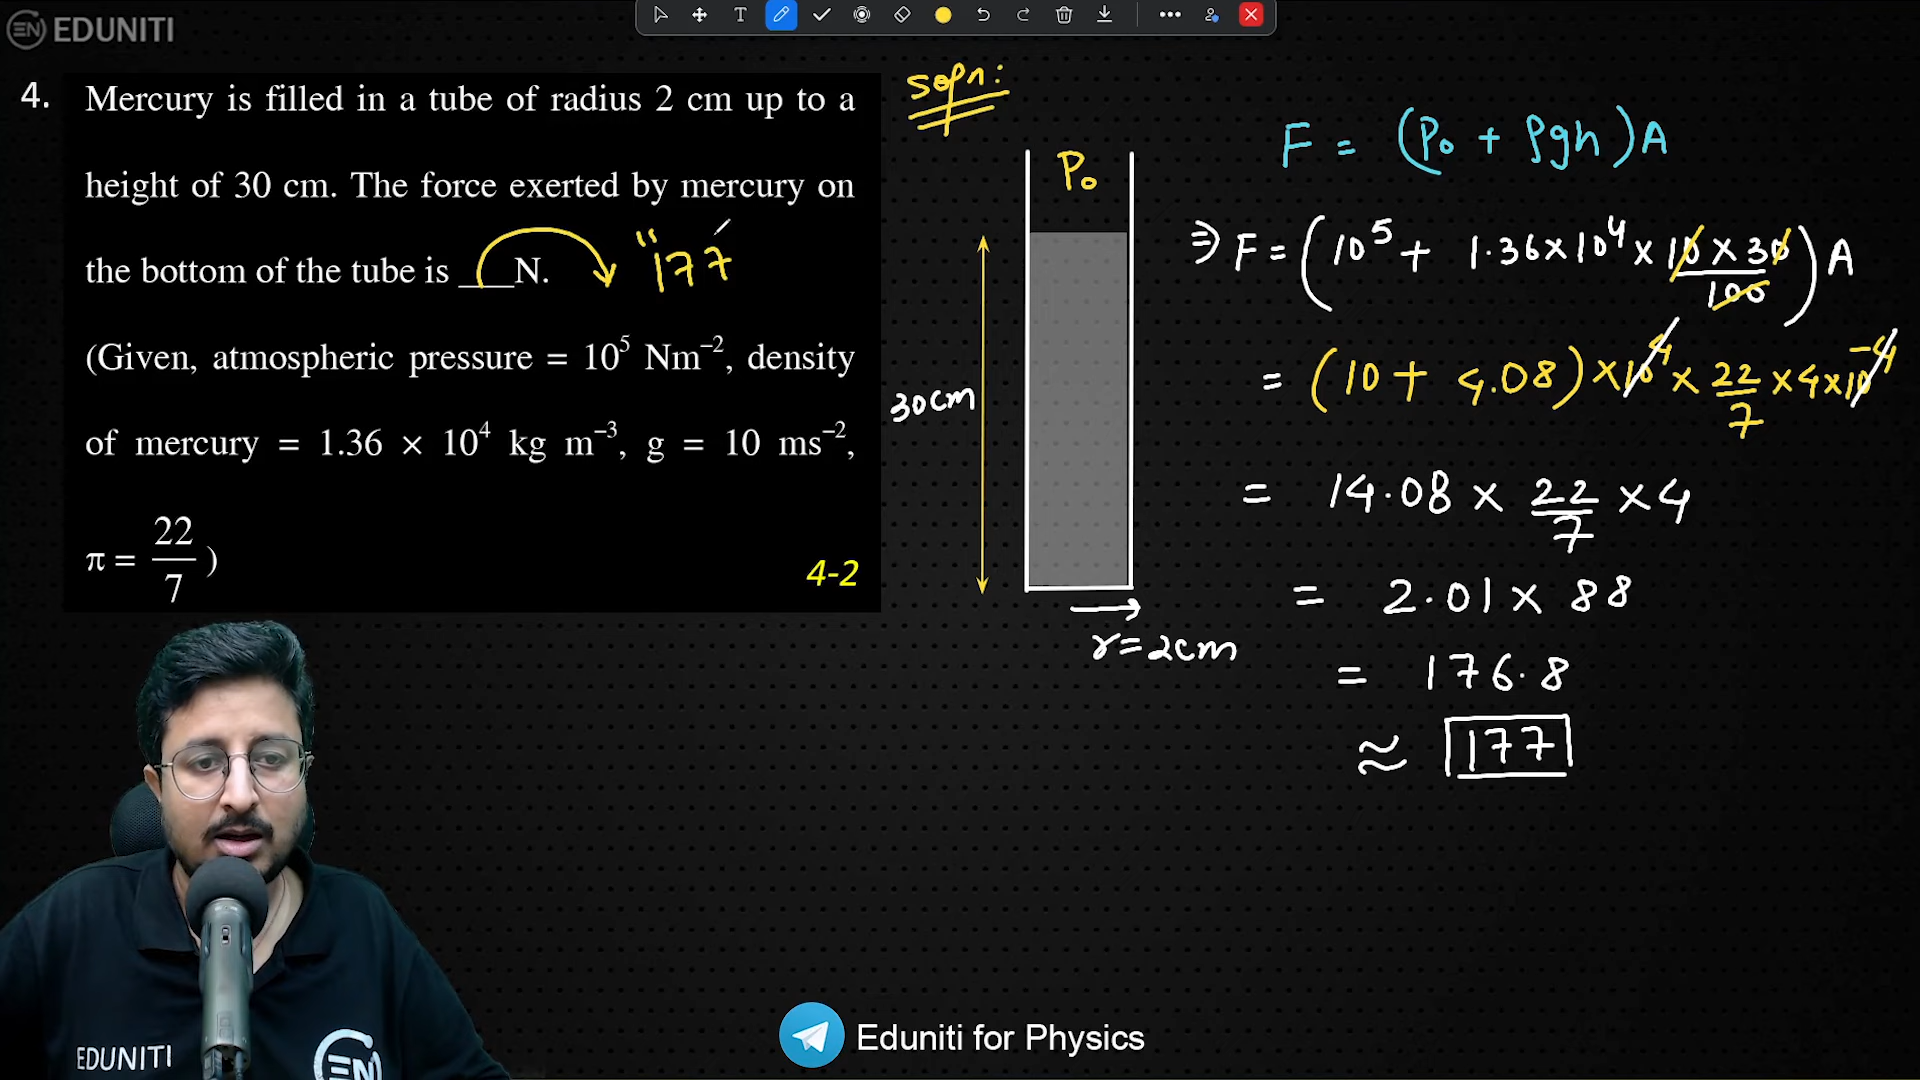 EDUNITI
4. Mercury is filled in a tube of radius 2 cm up to a
height of 30 cm. The force exerted by mercury on
the bottom of the tube is ___N. "177
(Given, atmospheric pressure = 10⁵ Nm⁻², density
of mercury = 1.36 × 10⁴ kg m⁻³, g = 10 ms⁻²,
π = 22/7 )
4-2
Soln:
P₀
30cm
r = 2cm
F = (P₀ + ρgh)A
⇒ F = (10⁵ + 1.36×10⁴ × 10 × 30/100) A
= (10 + 4.08) × 10⁴ × 22/7 × 4 × 10⁻⁴
= 14.08 × 22/7 × 4
= 2.01 × 88
= 176.8
≈ 177
EDUNITI
EN
Eduniti for Physics